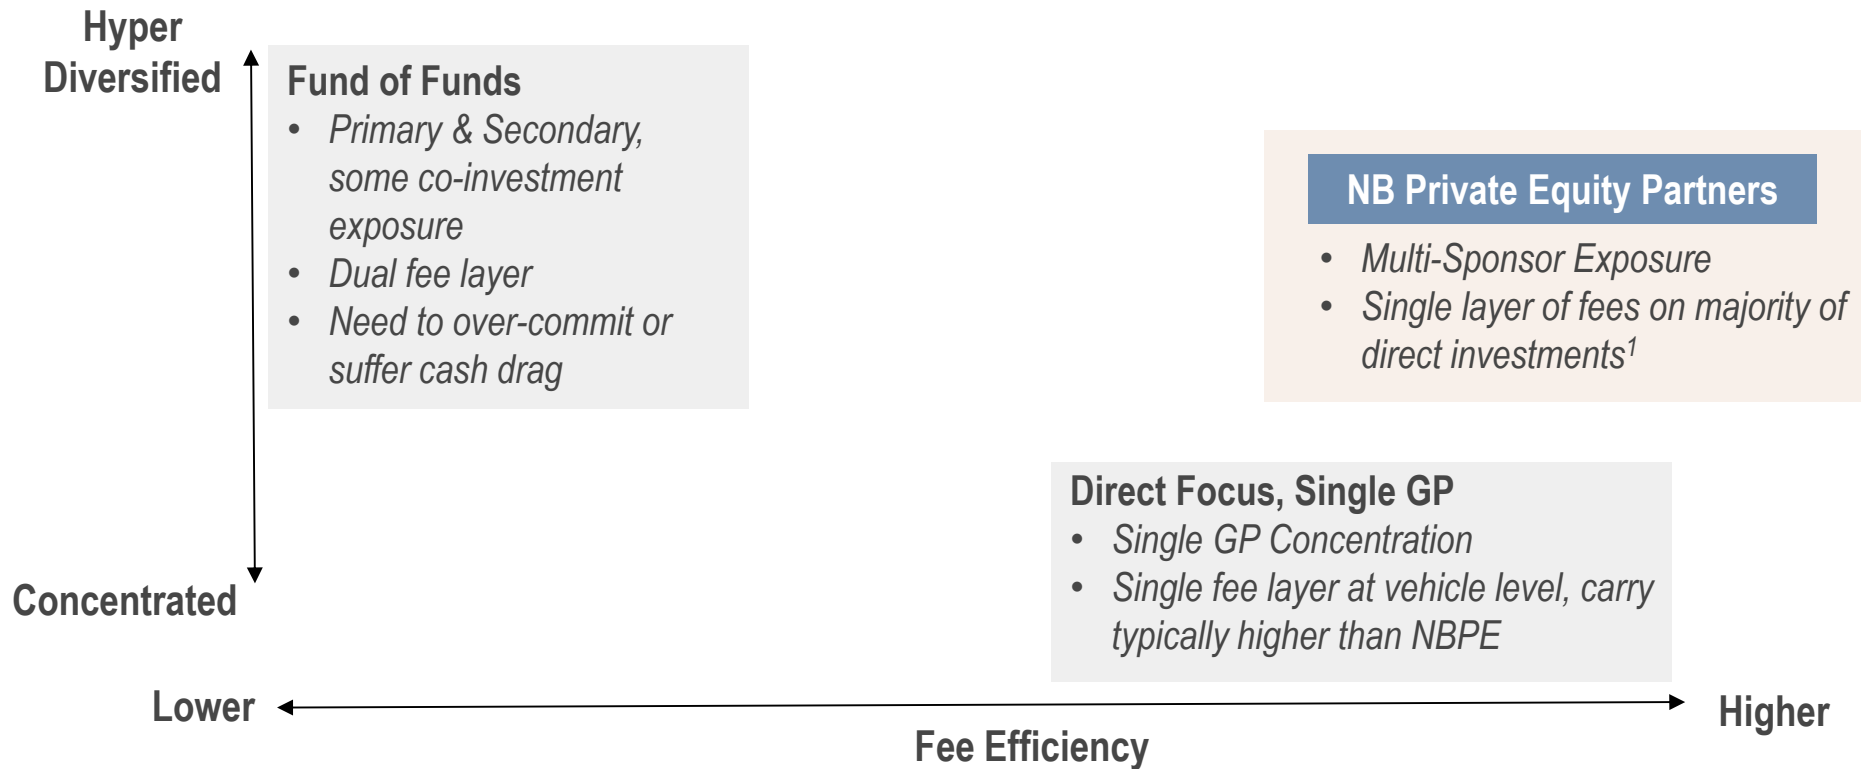 Hyper
Diversified
Fund of Funds
• Primary & Secondary,
some co-investment
exposure
• Dual fee layer
• Need to over-commit or
suffer cash drag
NB Private Equity Partners
• Multi-Sponsor Exposure
• Single layer of fees on majority of
direct investments¹
Direct Focus, Single GP
• Single GP Concentration
• Single fee layer at vehicle level, carry
typically higher than NBPE
Concentrated
Lower
Higher
Fee Efficiency